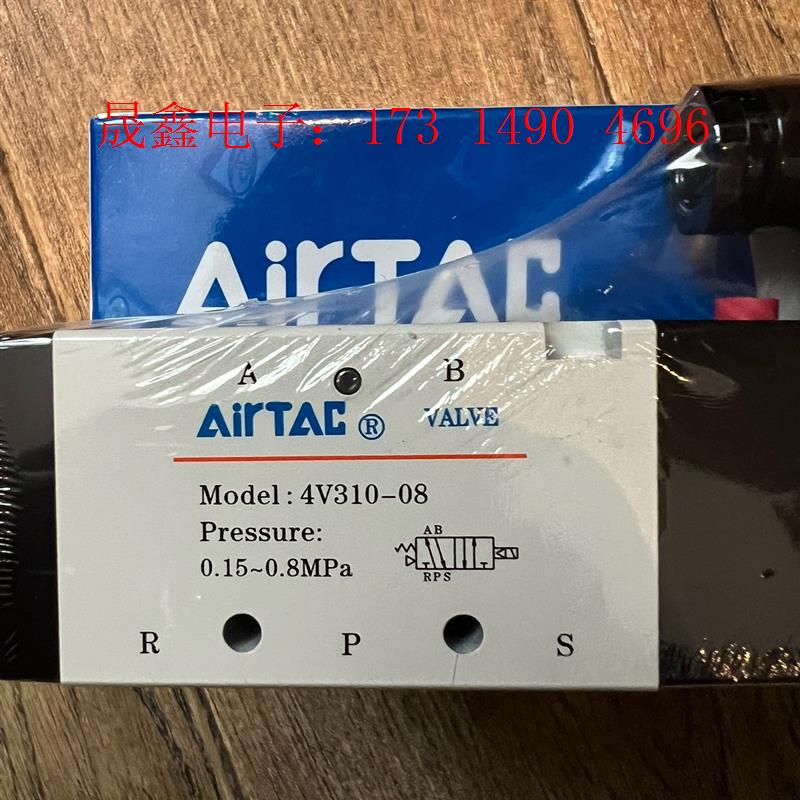 晟鑫电子：173 1490 4696
AirTAC
A B
AirTAC ® VALVE
Model: 4V310-08
Pressure:
0.15~0.8MPa
AB
RPS
R P S